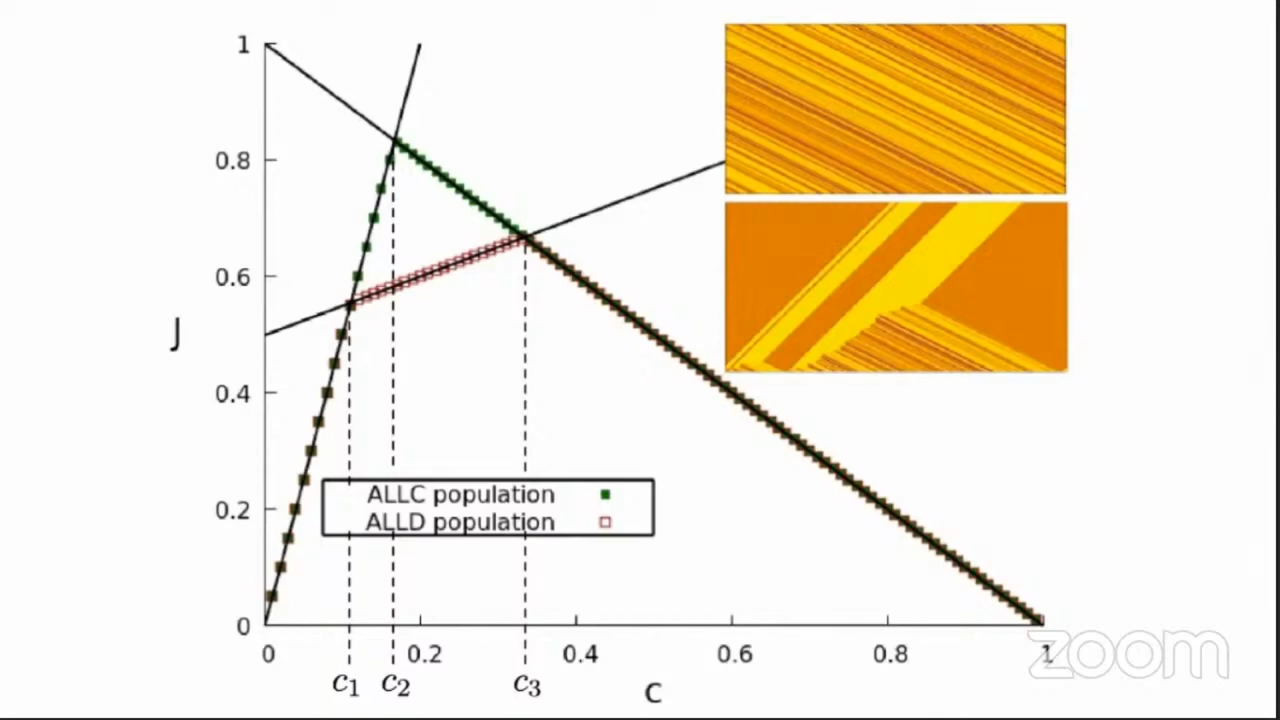 1
0.8
0.6
J
0.4
0.2
0
ALLC population
ALLD population
0 0.2 0.4 0.6 0.8 1
c₁ c₂ c₃
C
zoom